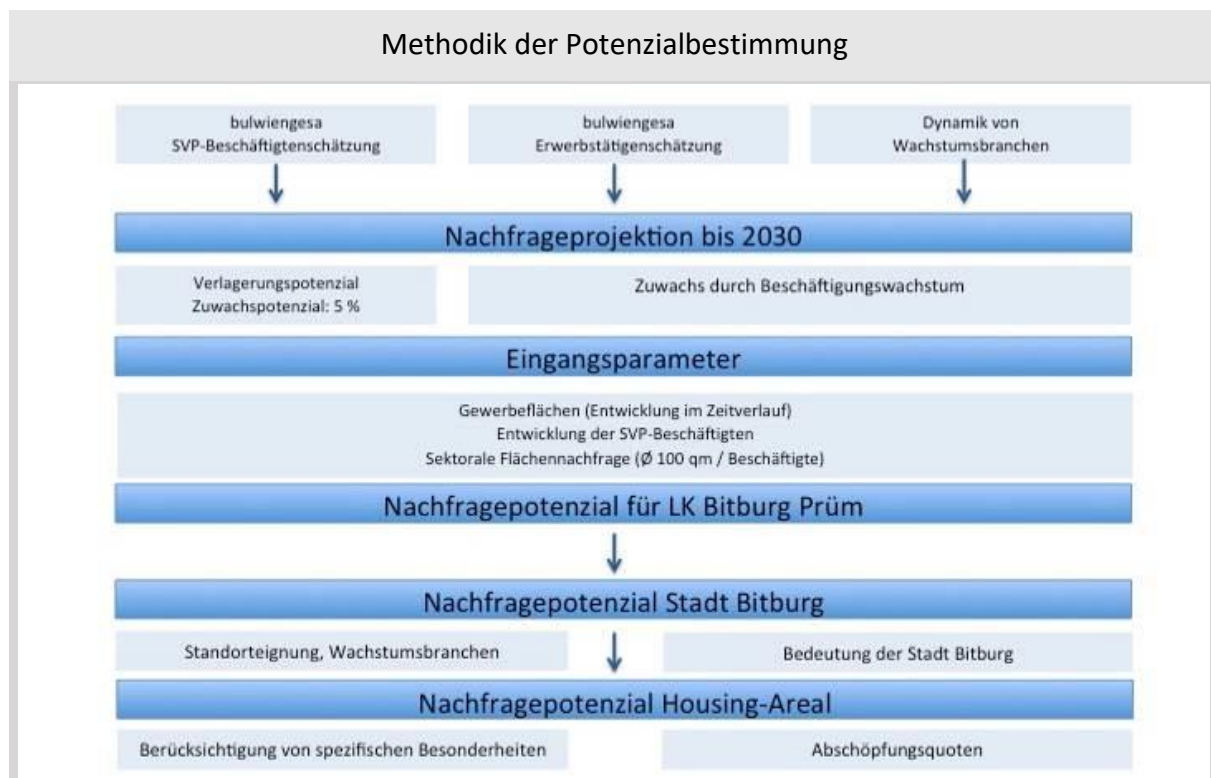 Methodik der Potenzialbestimmung
bulwiengesa
SVP-Beschäftigtenschätzung
bulwiengesa
Erwerbstätigenschätzung
Dynamik von
Wachstumsbranchen
Nachfrageprojektion bis 2030
Verlagerungspotenzial
Zuwachspotenzial: 5 %
Zuwachs durch Beschäftigungswachstum
Eingangsparameter
Gewerbeflächen (Entwicklung im Zeitverlauf)
Entwicklung der SVP-Beschäftigten
Sektorale Flächennachfrage (Ø 100 qm / Beschäftigte)
Nachfragepotenzial für LK Bitburg Prüm
Nachfragepotenzial Stadt Bitburg
Standorteignung, Wachstumsbranchen
Bedeutung der Stadt Bitburg
Nachfragepotenzial Housing-Areal
Berücksichtigung von spezifischen Besonderheiten
Abschöpfungsquoten